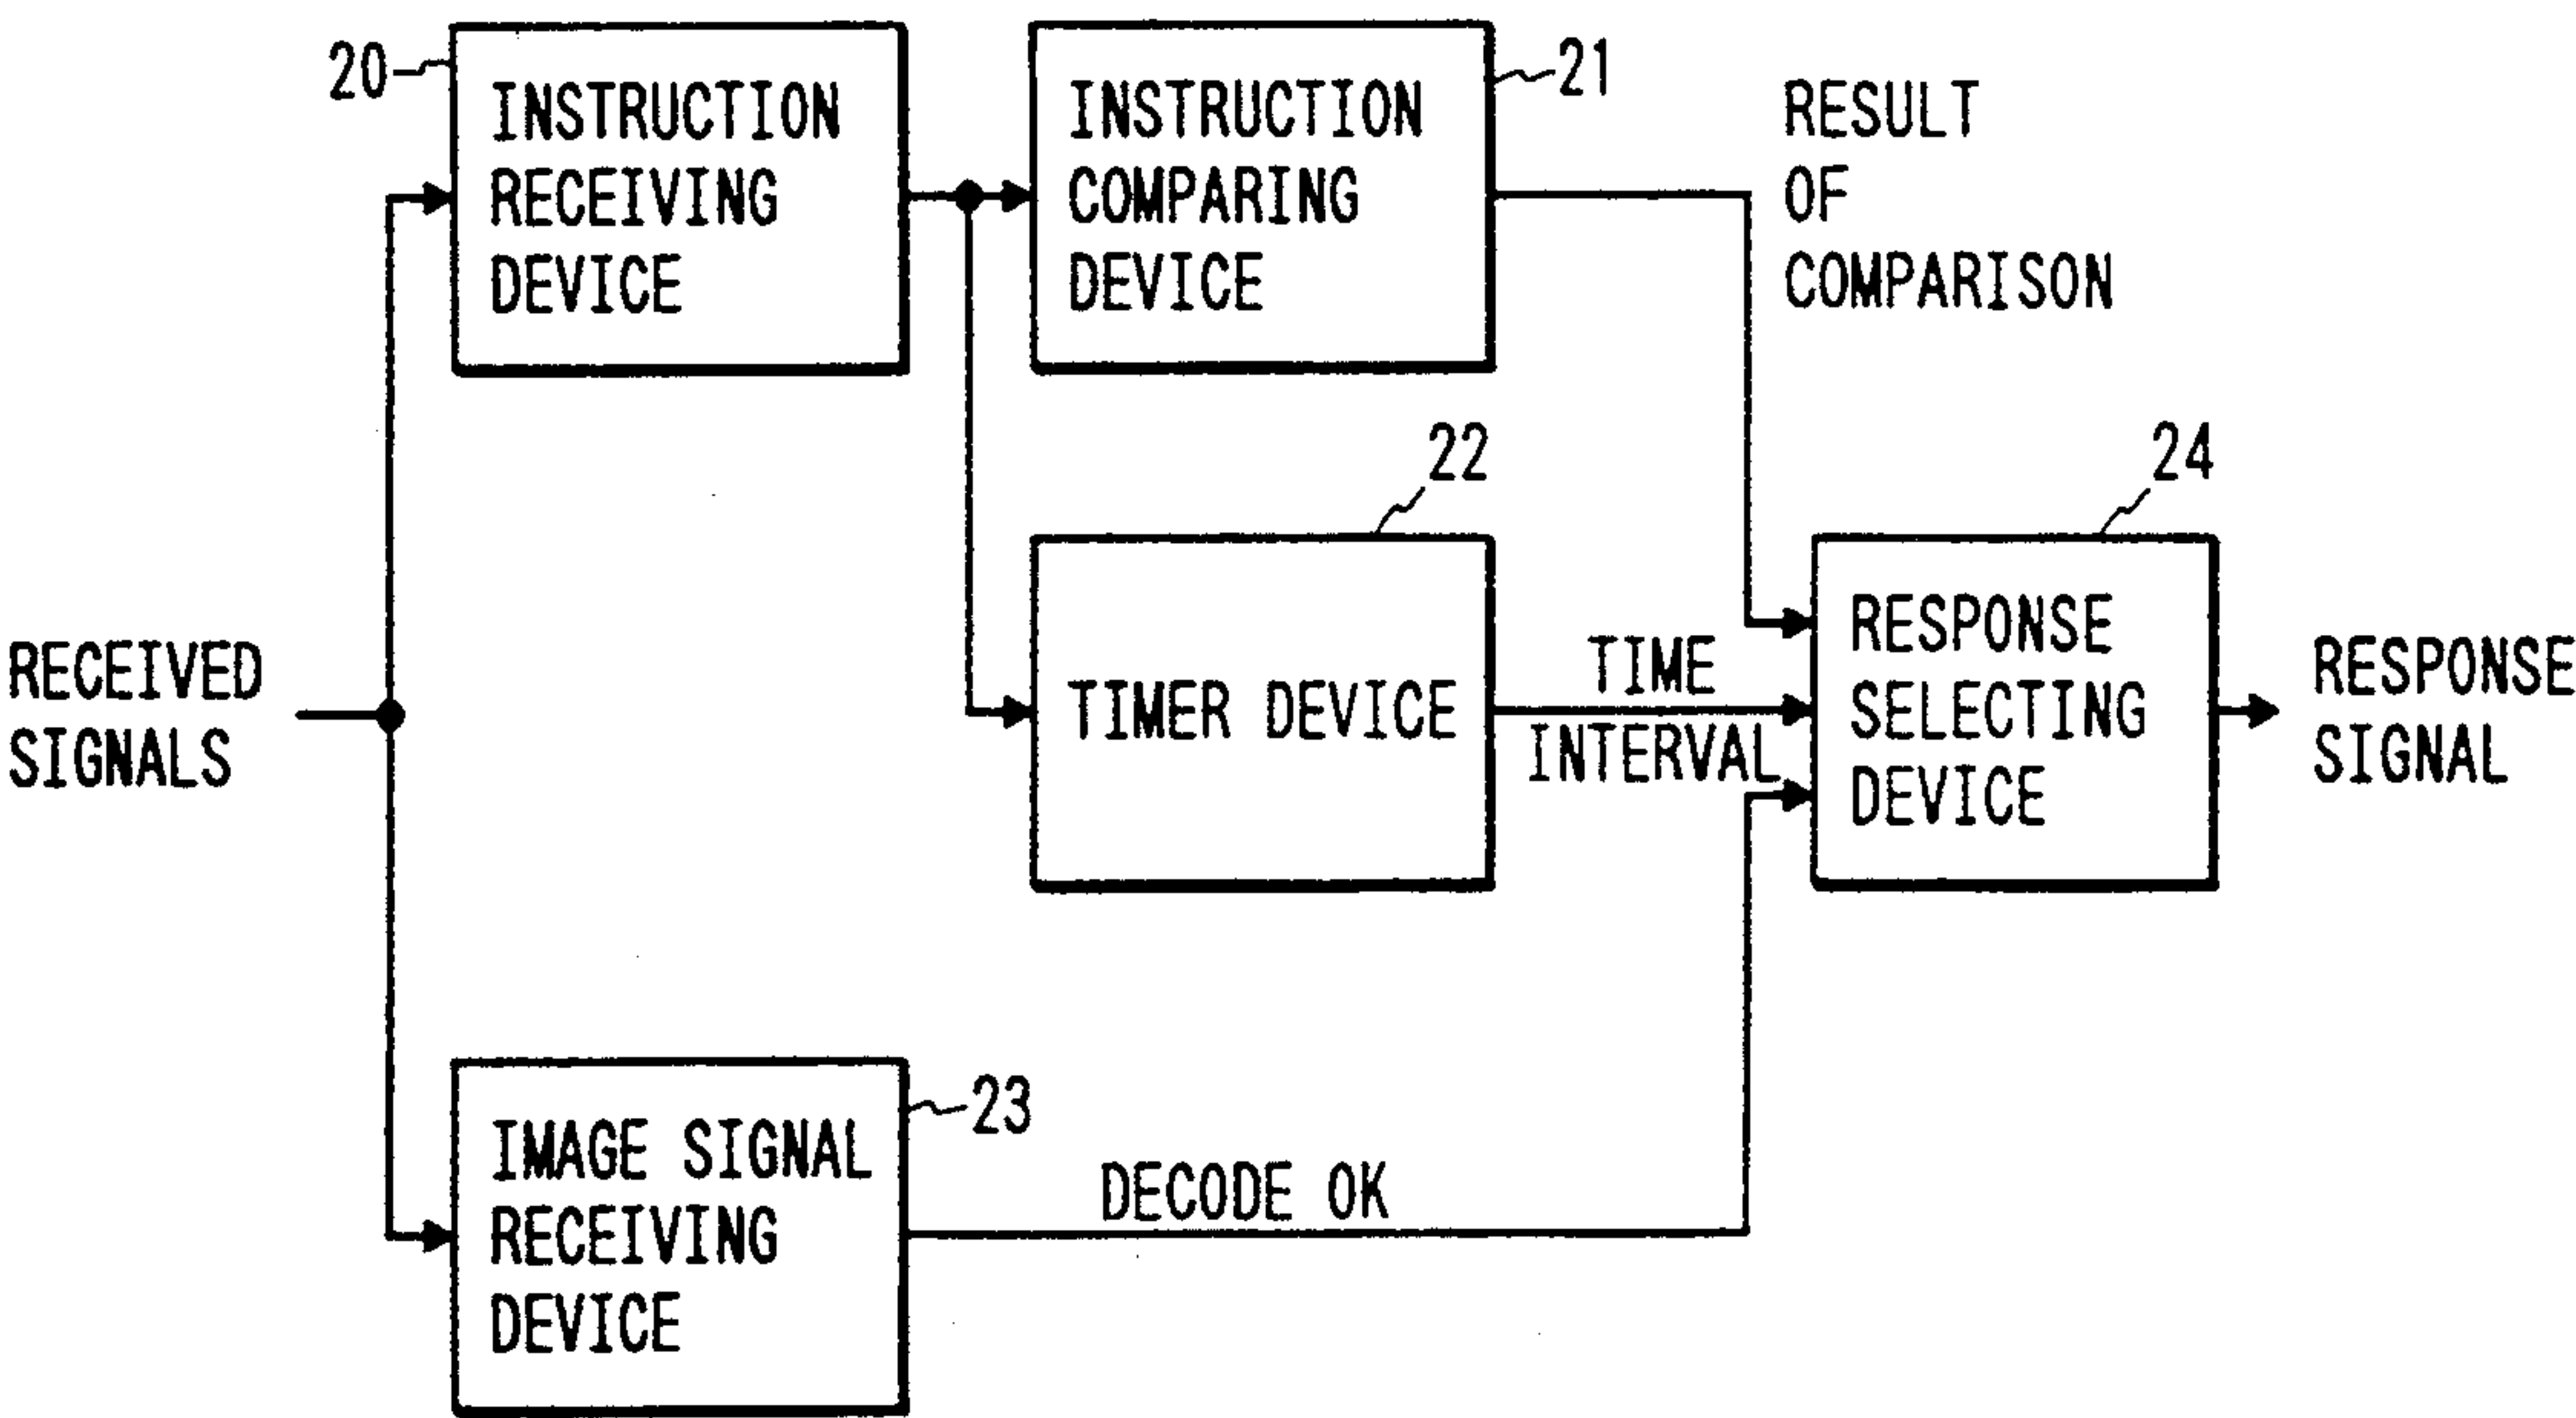 20
INSTRUCTION
RECEIVING
DEVICE
21
INSTRUCTION
COMPARING
DEVICE
RESULT
OF
COMPARISON
22
TIMER DEVICE
TIME
INTERVAL
24
RESPONSE
SELECTING
DEVICE
RECEIVED
SIGNALS
RESPONSE
SIGNAL
23
IMAGE SIGNAL
RECEIVING
DEVICE
DECODE OK